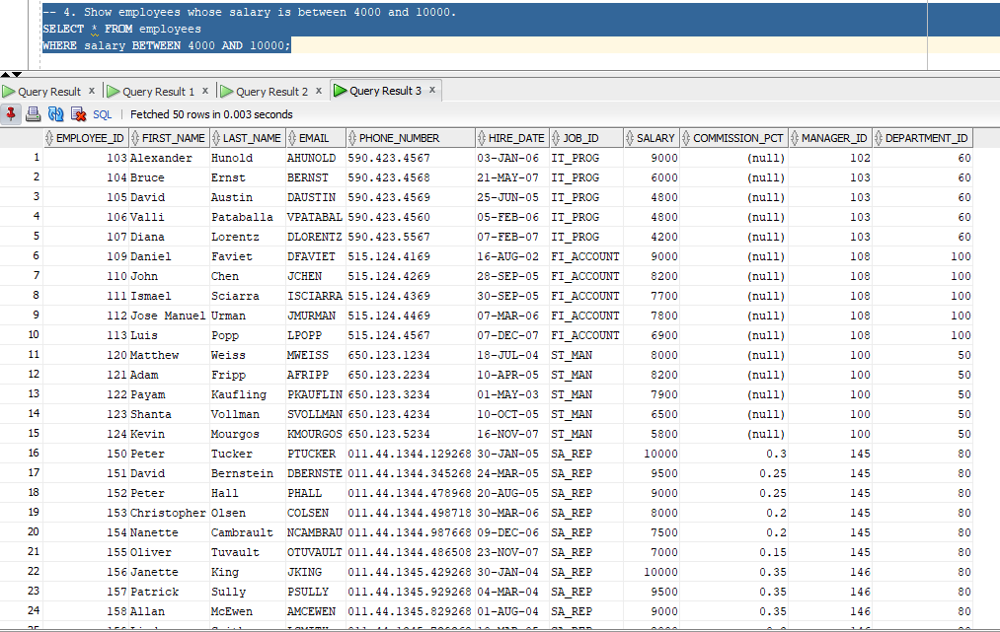 -- 4. Show employees whose salary is between 4000 and 10000.
SELECT * FROM employees
WHERE salary BETWEEN 4000 AND 10000;
Query Result x Query Result 1 x Query Result 2 x Query Result 3 x
SQL | Fetched 50 rows in 0.003 seconds
EMPLOYEE_ID FIRST_NAME LAST_NAME EMAIL PHONE_NUMBER HIRE_DATE JOB_ID SALARY COMMISSION_PCT MANAGER_ID DEPARTMENT_ID
1 103 Alexander Hunold AHUNOLD 590.423.4567 03-JAN-06 IT_PROG 9000 (null) 102 60
2 104 Bruce Ernst BERNST 590.423.4568 21-MAY-07 IT_PROG 6000 (null) 103 60
3 105 David Austin DAUSTIN 590.423.4569 25-JUN-05 IT_PROG 4800 (null) 103 60
4 106 Valli Pataballa VPATABAL 590.423.4560 05-FEB-06 IT_PROG 4800 (null) 103 60
5 107 Diana Lorentz DLORENTZ 590.423.5567 07-FEB-07 IT_PROG 4200 (null) 103 60
6 109 Daniel Faviet DFAVIET 515.124.4169 16-AUG-02 FI_ACCOUNT 9000 (null) 108 100
7 110 John Chen JCHEN 515.124.4269 28-SEP-05 FI_ACCOUNT 8200 (null) 108 100
8 111 Ismael Sciarra ISCIARRA 515.124.4369 30-SEP-05 FI_ACCOUNT 7700 (null) 108 100
9 112 Jose Manuel Urman JMURMAN 515.124.4469 07-MAR-06 FI_ACCOUNT 7800 (null) 108 100
10 113 Luis Popp LPOPP 515.124.4567 07-DEC-07 FI_ACCOUNT 6900 (null) 108 100
11 120 Matthew Weiss MWEISS 650.123.1234 18-JUL-04 ST_MAN 8000 (null) 100 50
12 121 Adam Fripp AFRIPP 650.123.2234 10-APR-05 ST_MAN 8200 (null) 100 50
13 122 Payam Kaufling PKAUFLIN 650.123.3234 01-MAY-03 ST_MAN 7900 (null) 100 50
14 123 Shanta Vollman SVOLLMAN 650.123.4234 10-OCT-05 ST_MAN 6500 (null) 100 50
15 124 Kevin Mourgos KMOURGOS 650.123.5234 16-NOV-07 ST_MAN 5800 (null) 100 50
16 150 Peter Tucker PTUCKER 011.44.1344.129268 30-JAN-05 SA_REP 10000 0.3 145 80
17 151 David Bernstein DBERNSTE 011.44.1344.345268 24-MAR-05 SA_REP 9500 0.25 145 80
18 152 Peter Hall PHALL 011.44.1344.478968 20-AUG-05 SA_REP 9000 0.25 145 80
19 153 Christopher Olsen COLSEN 011.44.1344.498718 30-MAR-06 SA_REP 8000 0.2 145 80
20 154 Nanette Cambrault NCAMBRAU 011.44.1344.987668 09-DEC-06 SA_REP 7500 0.2 145 80
21 155 Oliver Tuvault OTUVAULT 011.44.1344.486508 23-NOV-07 SA_REP 7000 0.15 145 80
22 156 Janette King JKING 011.44.1345.429268 30-JAN-04 SA_REP 10000 0.35 146 80
23 157 Patrick Sully PSULLY 011.44.1345.929268 04-MAR-04 SA_REP 9500 0.35 146 80
24 158 Allan McEwen AMCEWEN 011.44.1345.829268 01-AUG-04 SA_REP 9000 0.35 146 80